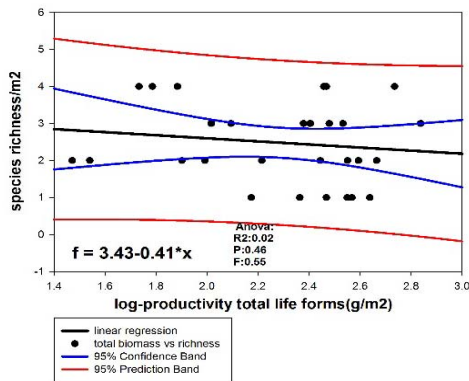 species richness/m2
6
5
4
3
2
1
0
-1
f = 3.43-0.41*x
Anova:
R2:0.02
P:0.46
F:0.55
1.4 1.6 1.8 2.0 2.2 2.4 2.6 2.8 3.0
log-productivity total life forms(g/m2)
linear regression
total biomass vs richness
95% Confidence Band
95% Prediction Band